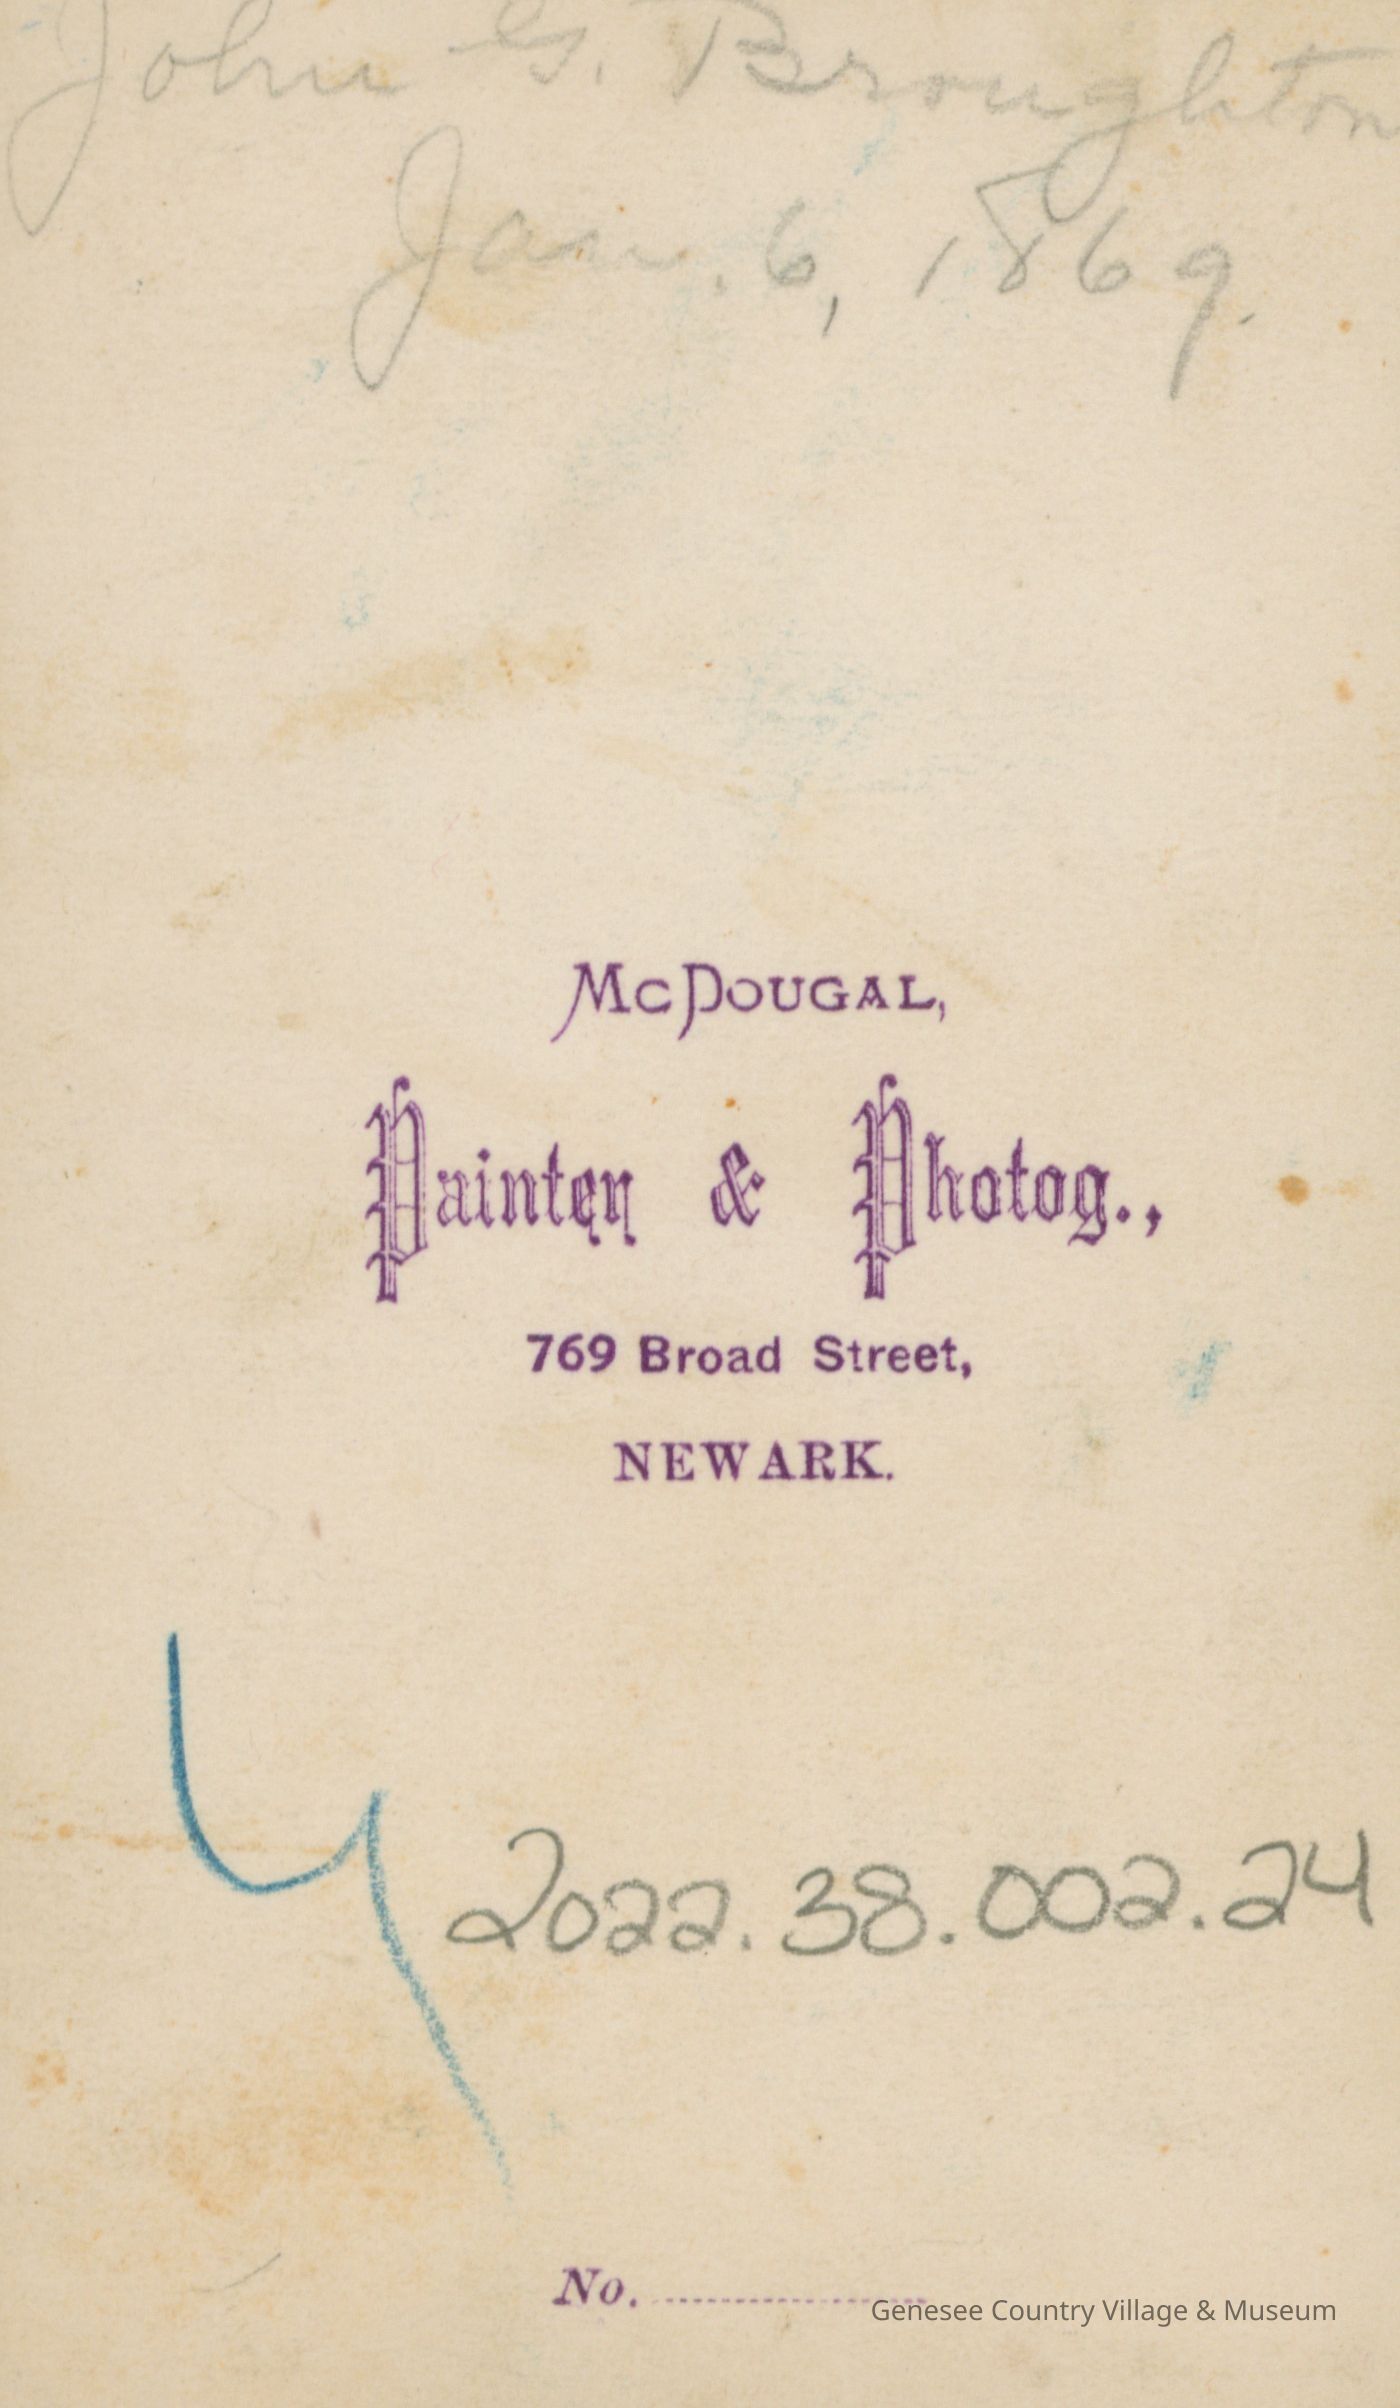 John G. Broughton
Jan. 6, 1869.
McDougal,
Painter & Photog.,
769 Broad Street,
NEWARK.
4
2022.38.002.24
No.
Genesee Country Village & Museum